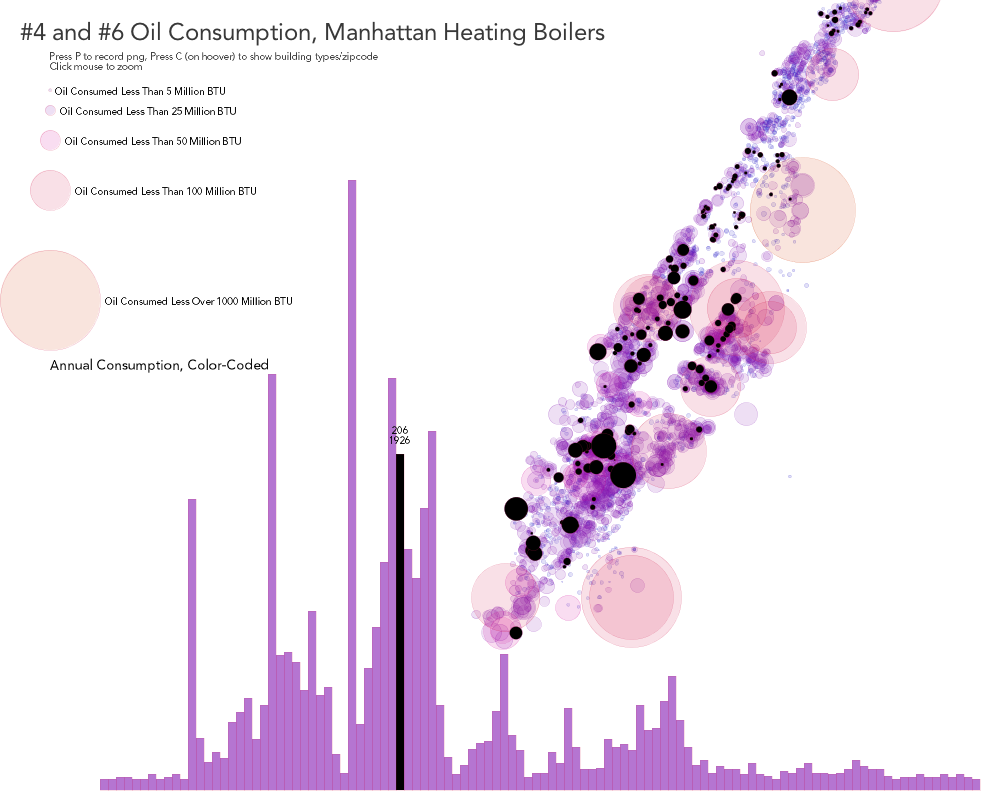 #4 and #6 Oil Consumption, Manhattan Heating Boilers
Press P to record png, Press C (on hoover) to show building types/zipcode
Click mouse to zoom
Oil Consumed Less Than 5 Million BTU
Oil Consumed Less Than 25 Million BTU
Oil Consumed Less Than 50 Million BTU
Oil Consumed Less Than 100 Million BTU
Oil Consumed Less Over 1000 Million BTU
Annual Consumption, Color-Coded
206
1926